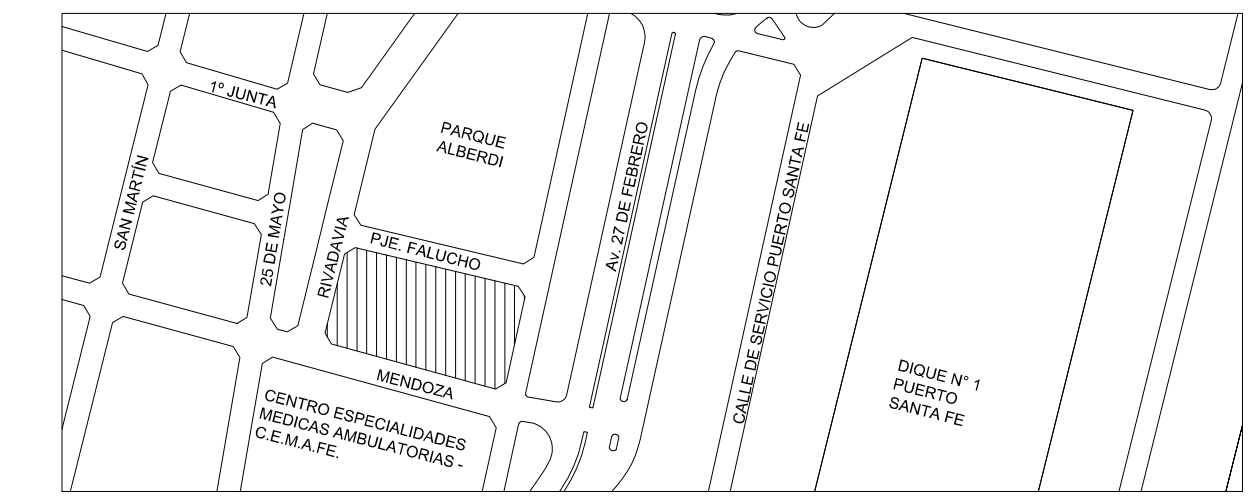 1º JUNTA
PARQUE
ALBERDI
SAN MARTÍN
25 DE MAYO
RIVADAVIA
PJE. FALUCHO
Av. 27 DE FEBRERO
CALLE DE SERVICIO PUERTO SANTA FE
MENDOZA
DIQUE N° 1
PUERTO
SANTA FE
CENTRO ESPECIALIDADES
MEDICAS AMBULATORIAS -
C.E.M.A.FE.